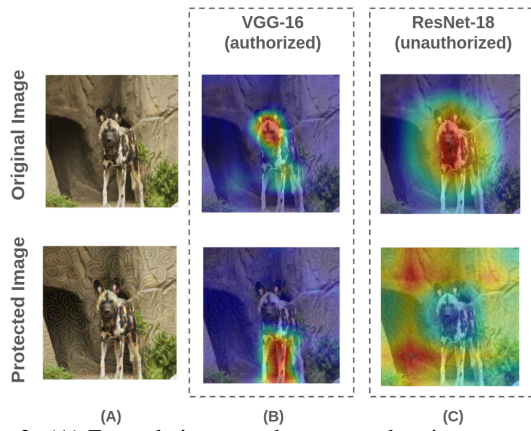 VGG-16
(authorized)
ResNet-18
(unauthorized)
Original Image
Protected Image
(A)
(B)
(C)